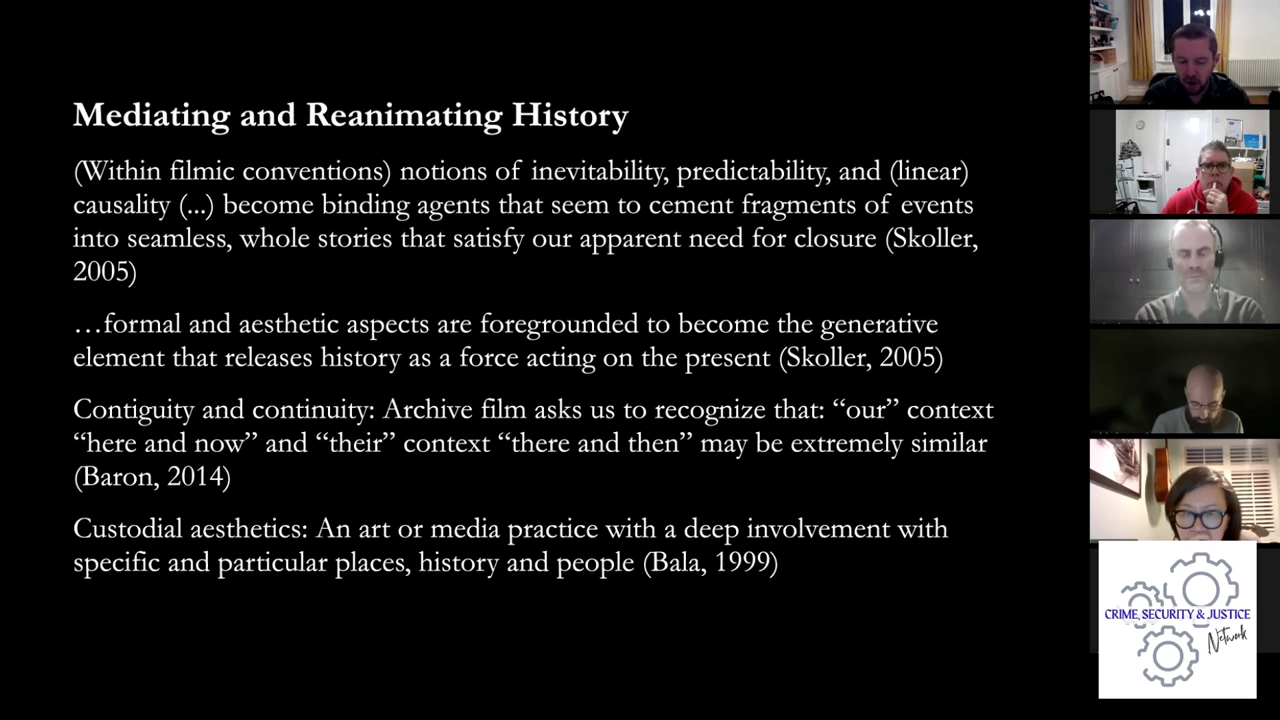 Mediating and Reanimating History
(Within filmic conventions) notions of inevitability, predictability, and (linear)
causality (...) become binding agents that seem to cement fragments of events
into seamless, whole stories that satisfy our apparent need for closure (Skoller,
2005)
…formal and aesthetic aspects are foregrounded to become the generative
element that releases history as a force acting on the present (Skoller, 2005)
Contiguity and continuity: Archive film asks us to recognize that: “our” context
“here and now” and “their” context “there and then” may be extremely similar
(Baron, 2014)
Custodial aesthetics: An art or media practice with a deep involvement with
specific and particular places, history and people (Bala, 1999)
CRIME, SECURITY & JUSTICE
Network